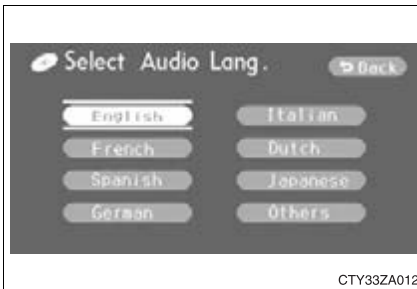 Select Audio Lang.
Back
English
Italian
French
Dutch
Spanish
Japanese
German
Others
CTY33ZA012